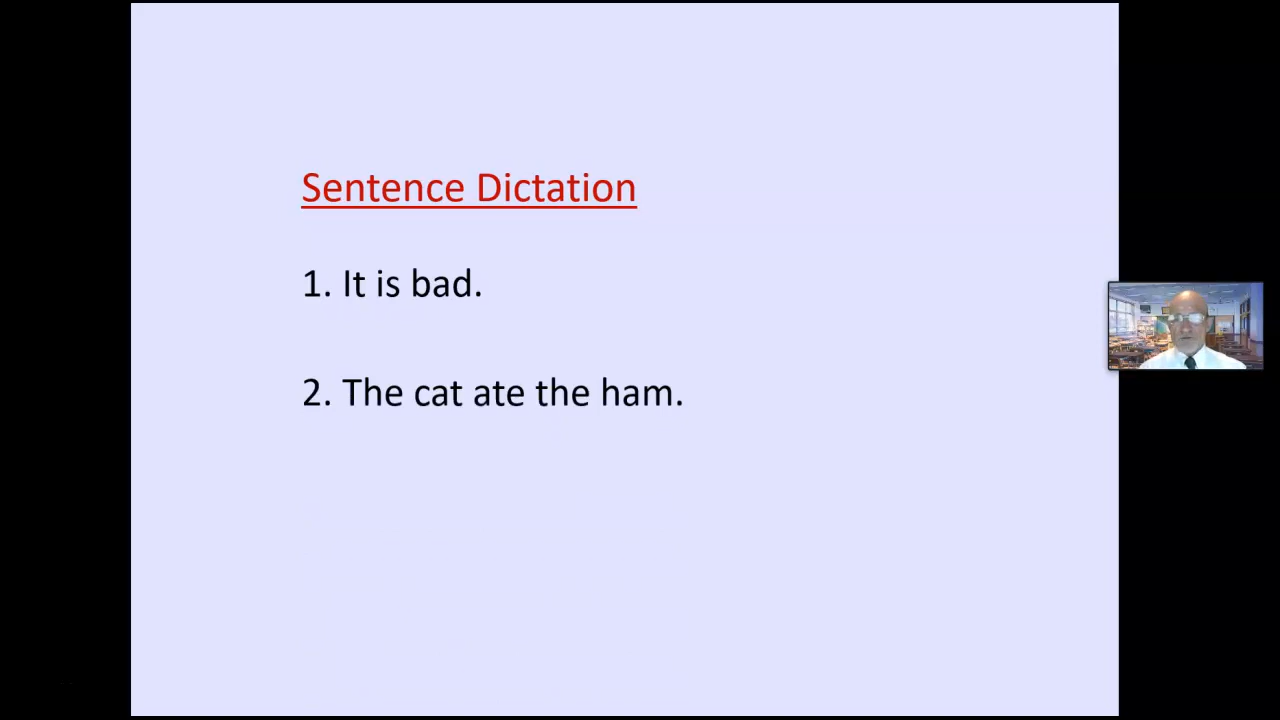 Sentence Dictation
1. It is bad.
2. The cat ate the ham.